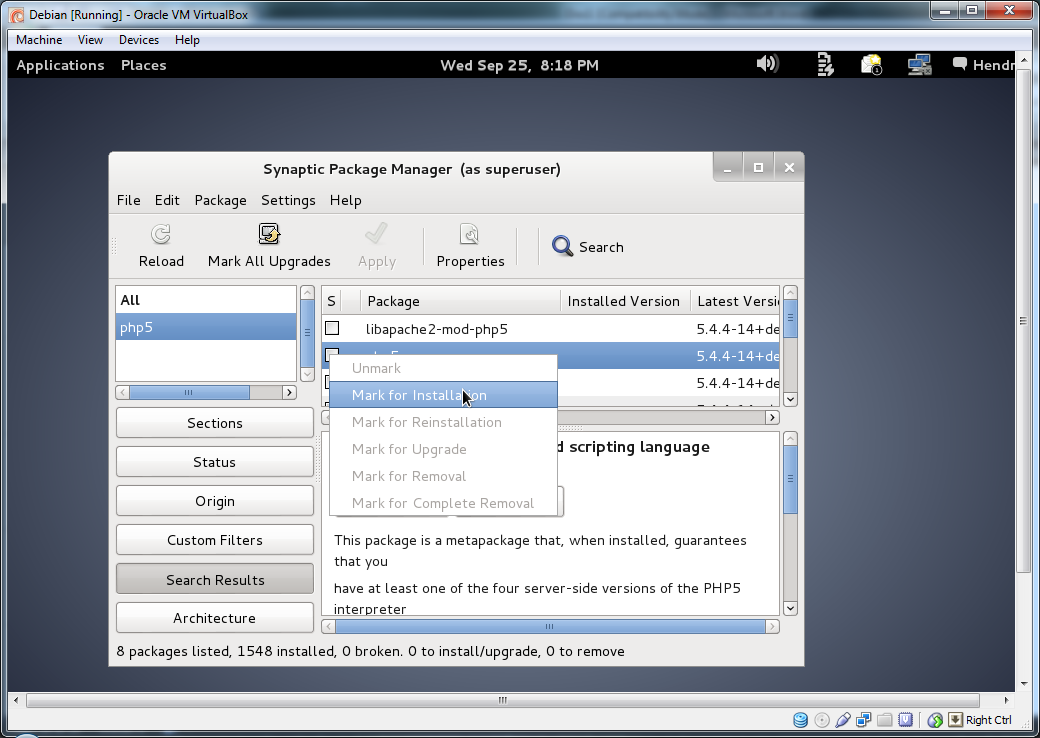 Debian [Running] - Oracle VM VirtualBox
Machine View Devices Help
Applications Places Wed Sep 25, 8:18 PM Hendr
Synaptic Package Manager (as superuser)
File Edit Package Settings Help
Reload Mark All Upgrades Apply Properties Search
All
php5
S Package Installed Version Latest Versi
libapache2-mod-php5 5.4.4-14+de
5.4.4-14+de
5.4.4-14+de
Unmark
Mark for Installation
Mark for Reinstallation
Mark for Upgrade
Mark for Removal
Mark for Complete Removal
Sections
Status
Origin
Custom Filters
Search Results
Architecture
d scripting language
This package is a metapackage that, when installed, guarantees
that you
have at least one of the four server-side versions of the PHP5
interpreter
8 packages listed, 1548 installed, 0 broken. 0 to install/upgrade, 0 to remove
Right Ctrl